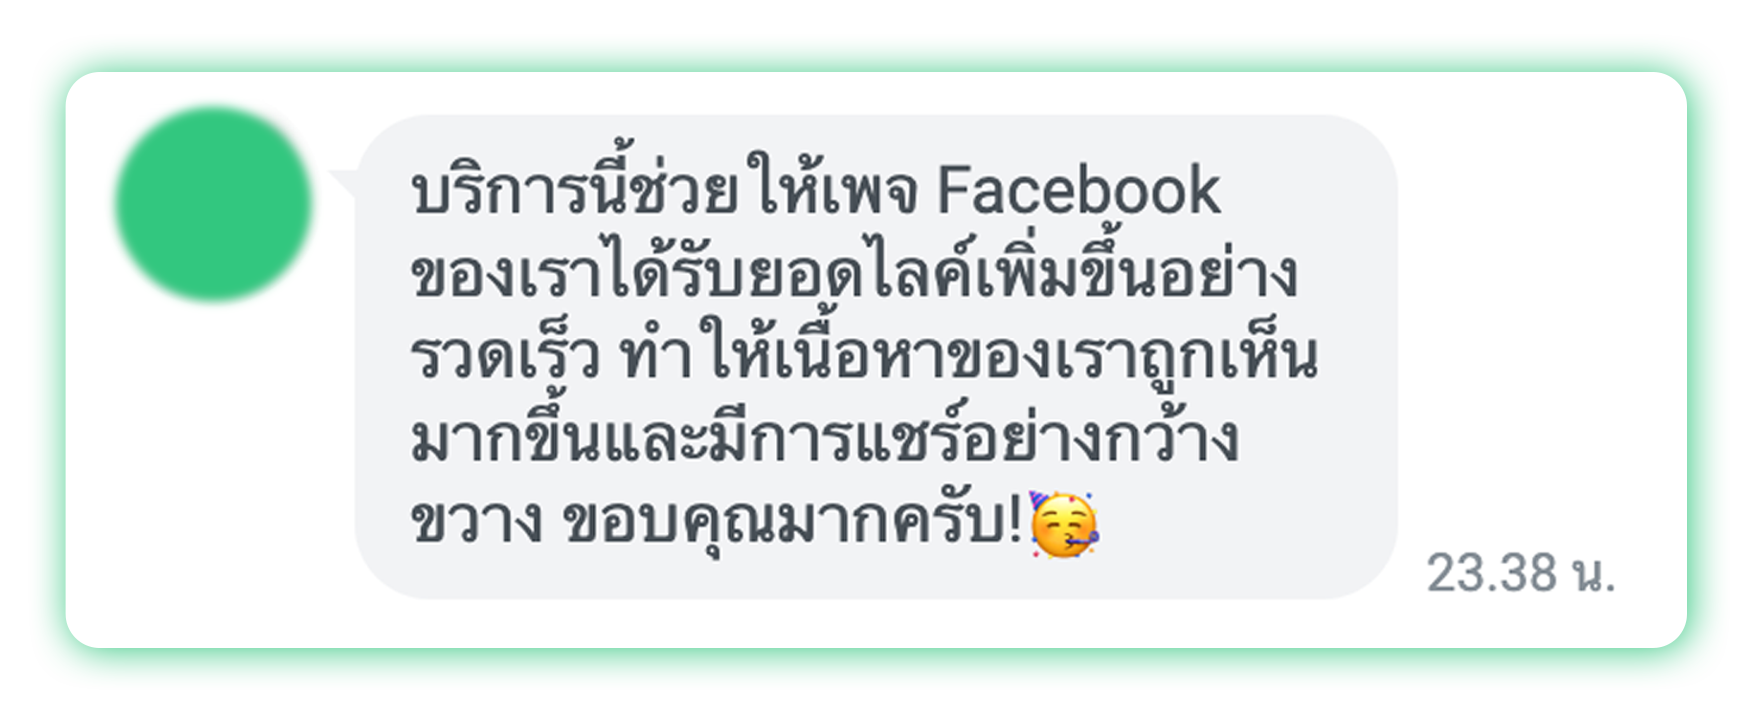 บริการนี้ช่วยให้เพจ Facebook
ของเราได้รับยอดไลค์เพิ่มขึ้นอย่าง
รวดเร็ว ทำให้เนื้อหาของเราถูกเห็น
มากขึ้นและมีการแชร์อย่างกว้าง
ขวาง ขอบคุณมากครับ!🥳
23.38 น.